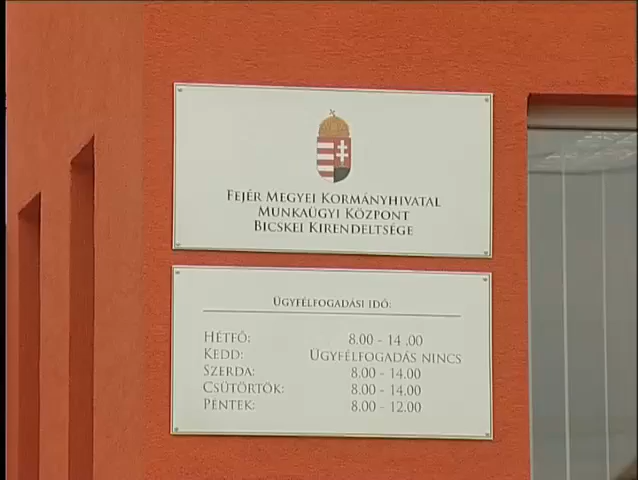 FEJÉR MEGYEI KORMÁNYHIVATAL
MUNKAÜGYI KÖZPONT
BICSKEI KIRENDELTSÉGE
ÜGYFÉLFOGADÁSI IDŐ:
HÉTFŐ: 8.00 - 14 .00
KEDD: ÜGYFÉLFOGADÁS NINCS
SZERDA: 8.00 - 14.00
CSÜTÖRTÖK: 8.00 - 14.00
PÉNTEK: 8.00 - 12.00